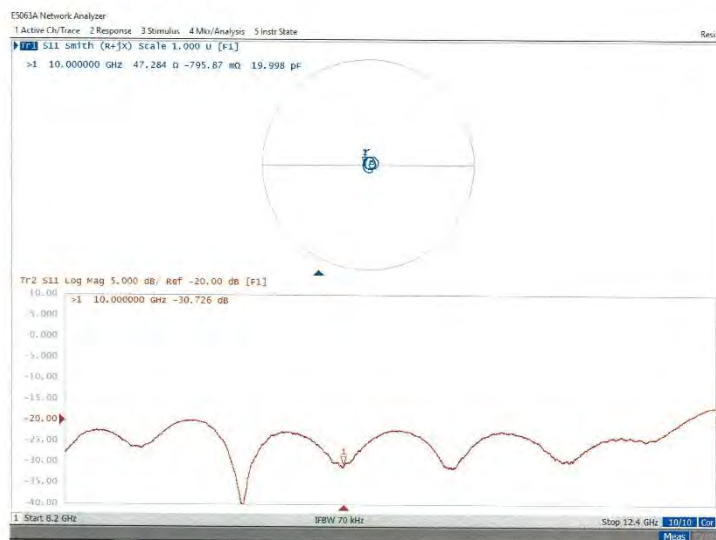 E5063A Network Analyzer
1 Active Ch/Trace 2 Response 3 Stimulus 4 Mkr/Analysis 5 Instr State
Tr1 S11 Smith (R+jX) Scale 1.000 U [F1]
>1 10.000000 GHz 47.284 Ω -795.87 mΩ 19.998 pF
Tr2 S11 Log Mag 5.000 dB/ Ref -20.00 dB [F1]
10.00
>1 10.000000 GHz -30.726 dB
5.000
0.000
-5.000
-10.00
-15.00
-20.00
-25.00
-30.00
1
-35.00
-40.00
1 Start 8.2 GHz IFBW 70 kHz Stop 12.4 GHz 10/10 Cor
Meas